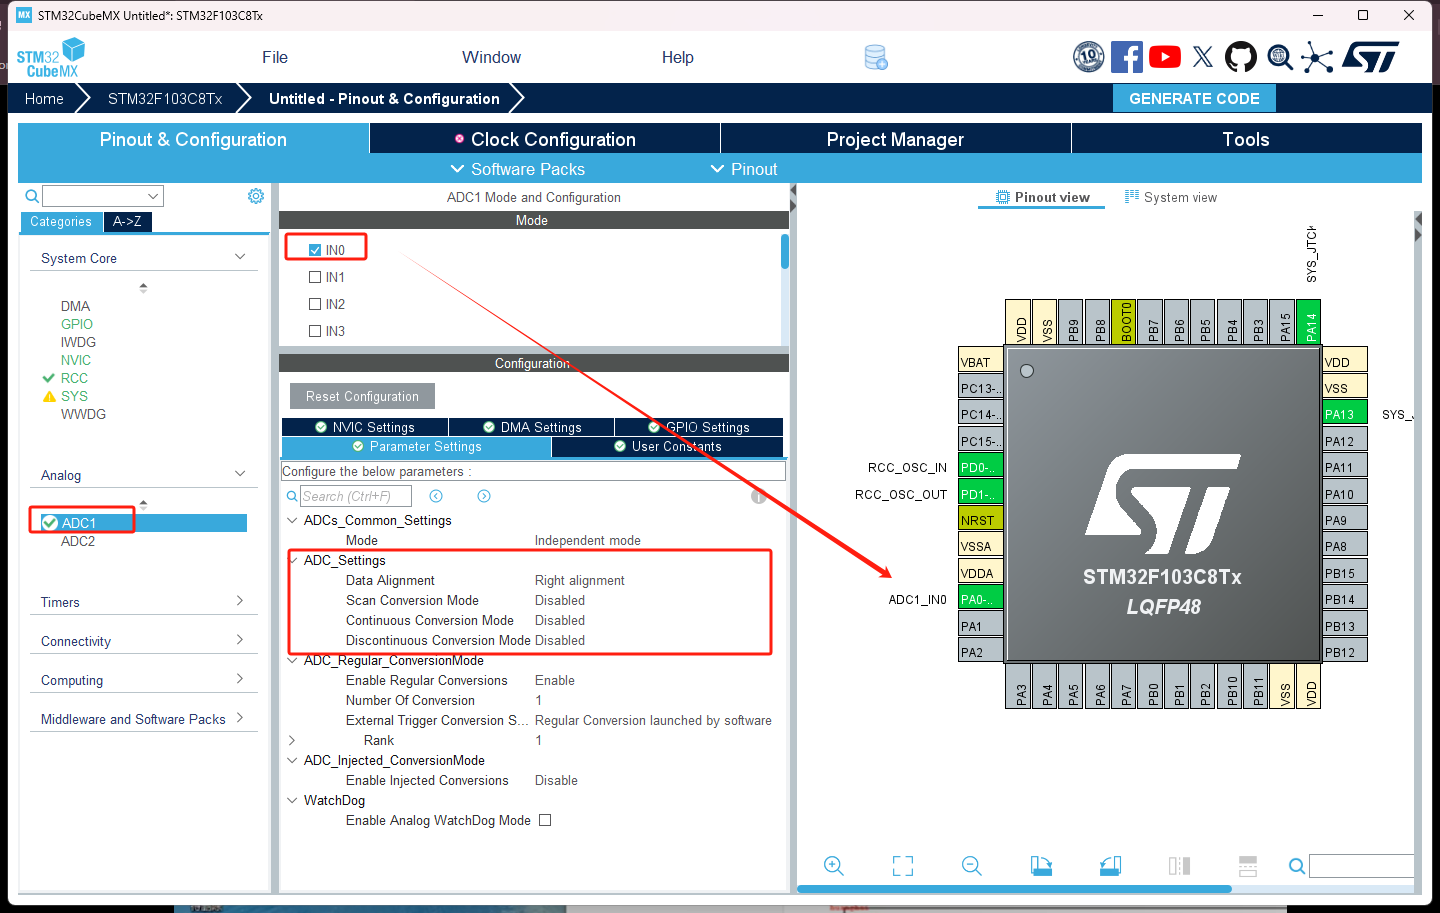 MX STM32CubeMX Untitled*: STM32F103C8Tx
STM32
CubeMX
File
Window
Help
10
Home
STM32F103C8Tx
Untitled - Pinout & Configuration
GENERATE CODE
Pinout & Configuration
Clock Configuration
Project Manager
Tools
Software Packs
Pinout
Categories
A->Z
System Core
DMA
GPIO
IWDG
NVIC
RCC
SYS
WWDG
Analog
ADC1
ADC2
Timers
Connectivity
Computing
Middleware and Software Packs
ADC1 Mode and Configuration
Mode
IN0
IN1
IN2
IN3
Configuration
Reset Configuration
NVIC Settings
DMA Settings
GPIO Settings
Parameter Settings
User Constants
Configure the below parameters :
Search (Ctrl+F)
ADCs_Common_Settings
Mode Independent mode
ADC_Settings
Data Alignment Right alignment
Scan Conversion Mode Disabled
Continuous Conversion Mode Disabled
Discontinuous Conversion Mode Disabled
ADC_Regular_ConversionMode
Enable Regular Conversions Enable
Number Of Conversion 1
External Trigger Conversion S... Regular Conversion launched by software
Rank 1
ADC_Injected_ConversionMode
Enable Injected Conversions Disable
WatchDog
Enable Analog WatchDog Mode
Pinout view
System view
SYS_JTCK
VDD
VSS
PB9
PB8
BOOT0
PB7
PB6
PB5
PB4
PB3
PA15
PA14
VBAT
PC13-..
PC14-..
PC15-..
RCC_OSC_IN PD0-..
RCC_OSC_OUT PD1-..
NRST
VSSA
VDDA
ADC1_IN0 PA0-..
PA1
PA2
STM32F103C8Tx
LQFP48
VDD
VSS
PA13 SYS_J
PA12
PA11
PA10
PA9
PA8
PB15
PB14
PB13
PB12
PA3
PA4
PA5
PA6
PA7
PB0
PB1
PB2
PB10
PB11
VSS
VDD